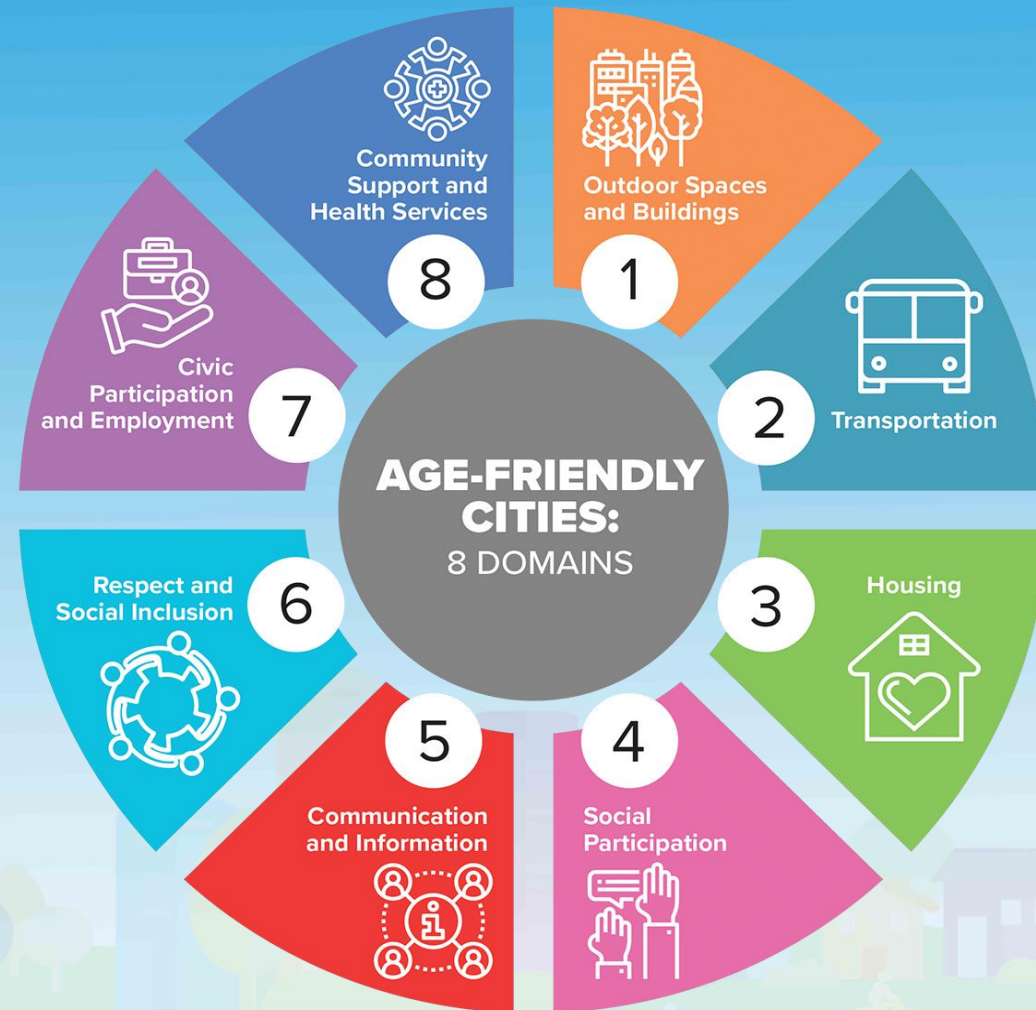 AGE-FRIENDLY
CITIES:
8 DOMAINS
Outdoor Spaces
and Buildings
1
2
Transportation
3
Housing
4
Social
Participation
5
Communication
and Information
i
6
Respect and
Social Inclusion
7
Civic
Participation
and Employment
8
Community
Support and
Health Services